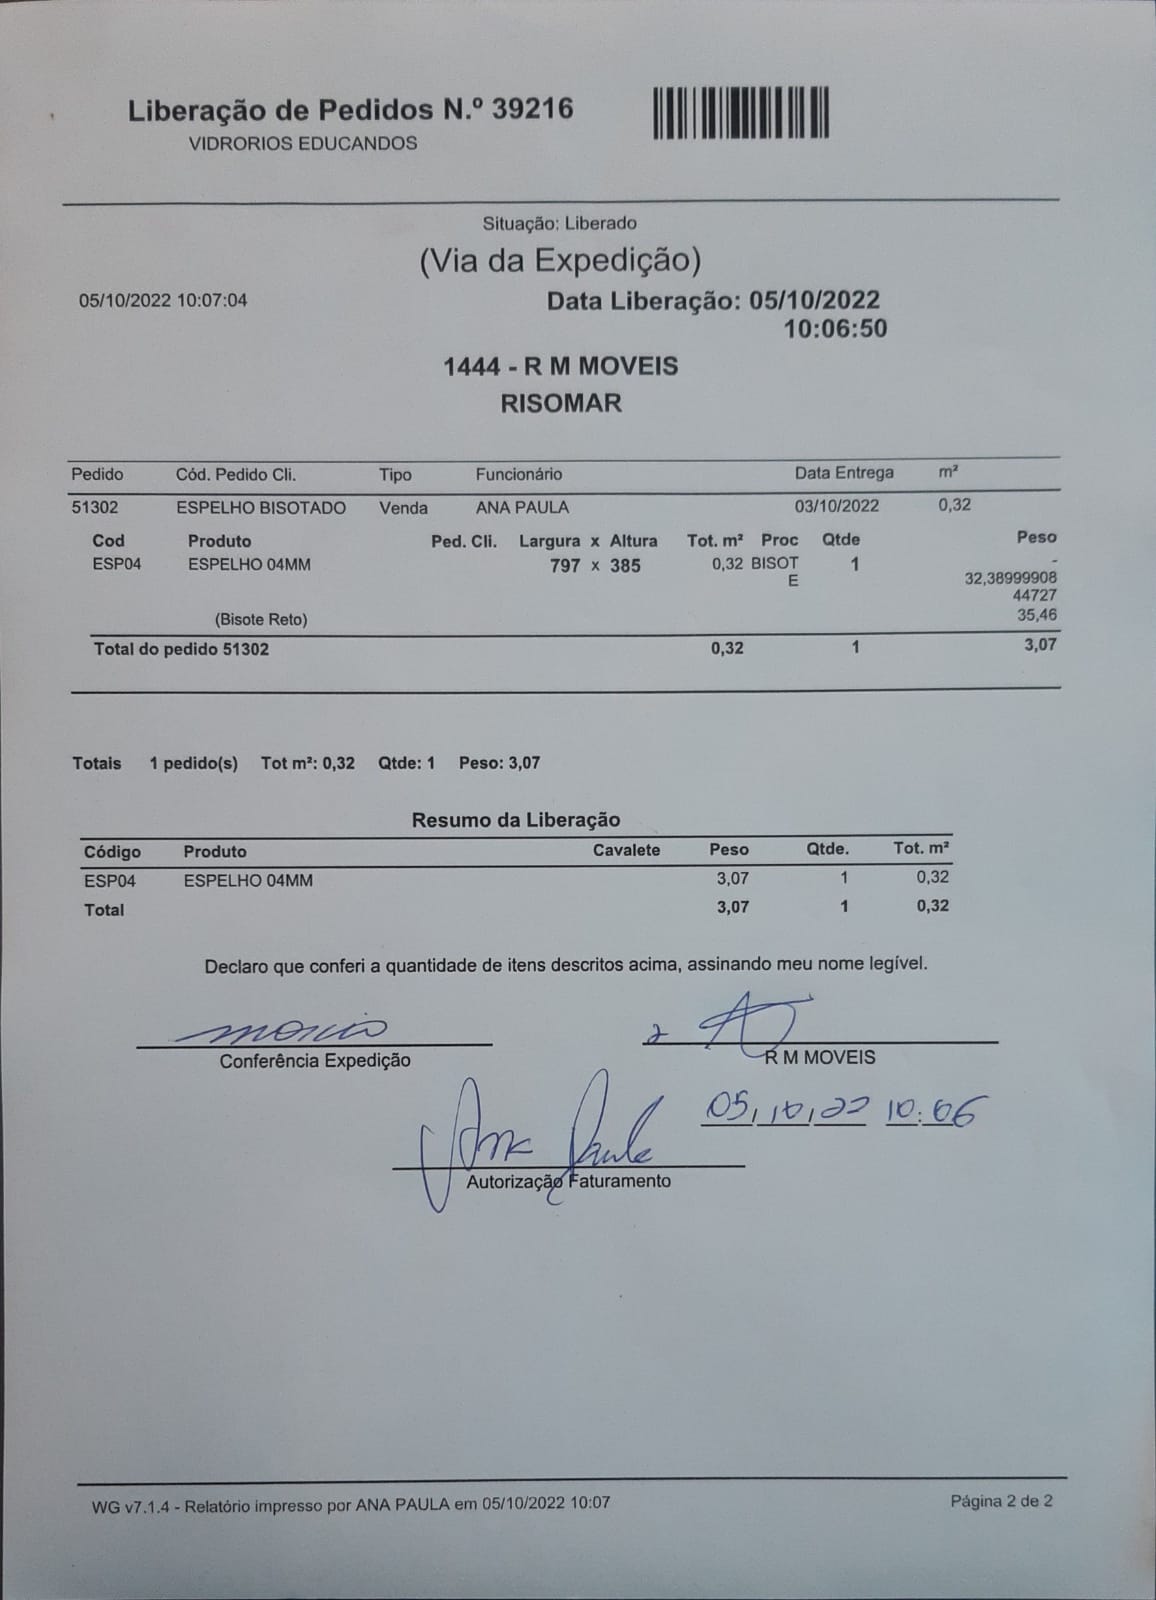 Liberação de Pedidos N.º 39216
VIDRORIOS EDUCANDOS
Situação: Liberado
(Via da Expedição)
05/10/2022 10:07:04 Data Liberação: 05/10/2022
10:06:50
1444 - R M MOVEIS
RISOMAR
Pedido Cód. Pedido Cli. Tipo Funcionário Data Entrega m²
51302 ESPELHO BISOTADO Venda ANA PAULA 03/10/2022 0,32
Cod Produto Ped. Cli. Largura x Altura Tot. m² Proc Qtde Peso
ESP04 ESPELHO 04MM 797 x 385 0,32 BISOT 1 -
E 32,38999908
44727
(Bisote Reto) 35,46
Total do pedido 51302 0,32 1 3,07
Totais 1 pedido(s) Tot m²: 0,32 Qtde: 1 Peso: 3,07
Resumo da Liberação
Código Produto Cavalete Peso Qtde. Tot. m²
ESP04 ESPELHO 04MM 3,07 1 0,32
Total 3,07 1 0,32
Declaro que conferi a quantidade de itens descritos acima, assinando meu nome legível.
Conferência Expedição R M MOVEIS
05,10,22 10:06
Ana Paula
Autorização Faturamento
WG v7.1.4 - Relatório impresso por ANA PAULA em 05/10/2022 10:07 Página 2 de 2